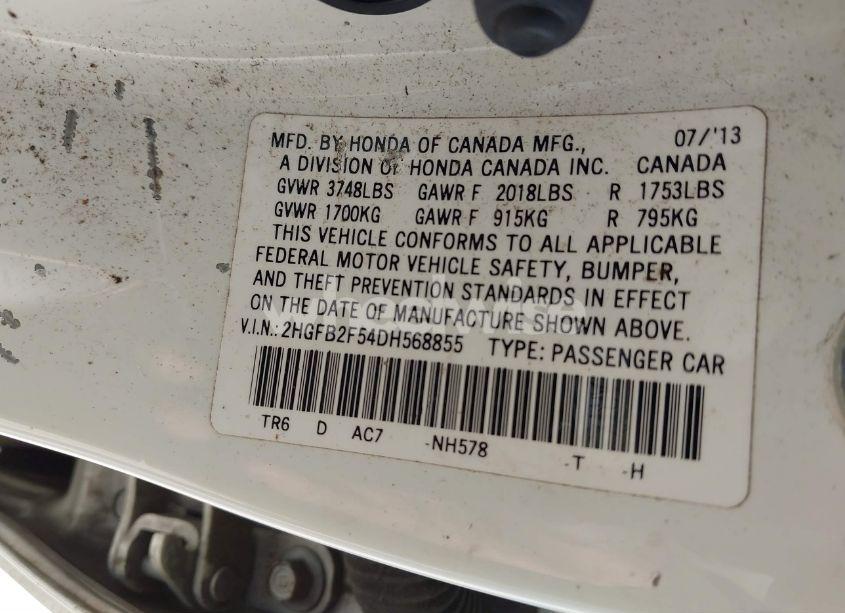 MFD. BY HONDA OF CANADA MFG., 07/'13
A DIVISION OF HONDA CANADA INC. CANADA
GVWR 3748LBS GAWR F 2018LBS R 1753LBS
GVWR 1700KG GAWR F 915KG R 795KG
THIS VEHICLE CONFORMS TO ALL APPLICABLE
FEDERAL MOTOR VEHICLE SAFETY, BUMPER,
AND THEFT PREVENTION STANDARDS IN EFFECT
ON THE DATE OF MANUFACTURE SHOWN ABOVE.
V.I.N.: 2HGFB2F54DH568855 TYPE: PASSENGER CAR
TR6 D AC7 -NH578 -T -H